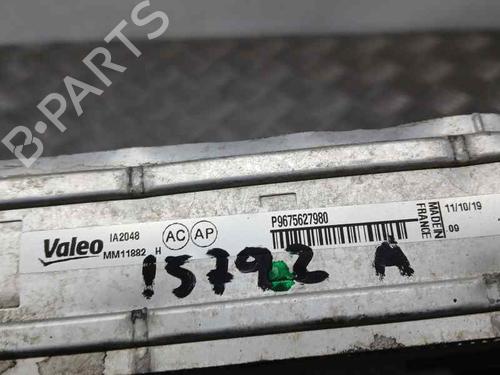 B-PARTS
Valeo
IA2048
MM11882 H
AC AP
P9675627980
MADE IN
FRANCE
11/10/19
09
15792 A